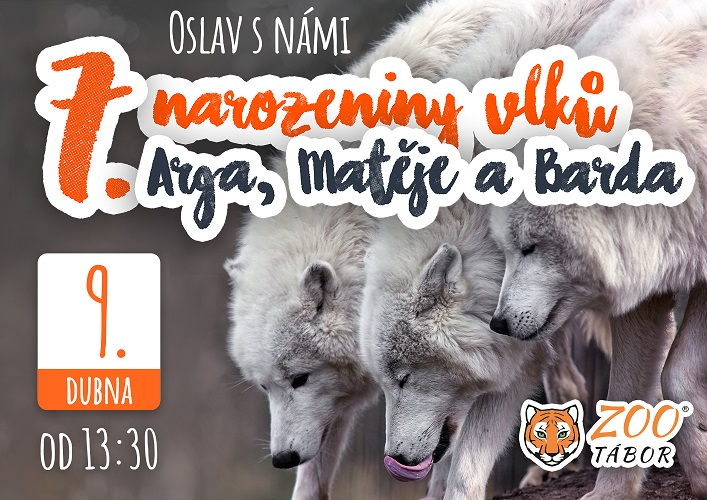 OSLAV S NÁMI
7. narozeniny vlků
Arga, Matěje a Barda
9.
DUBNA
OD 13:30
ZOO®
TÁBOR